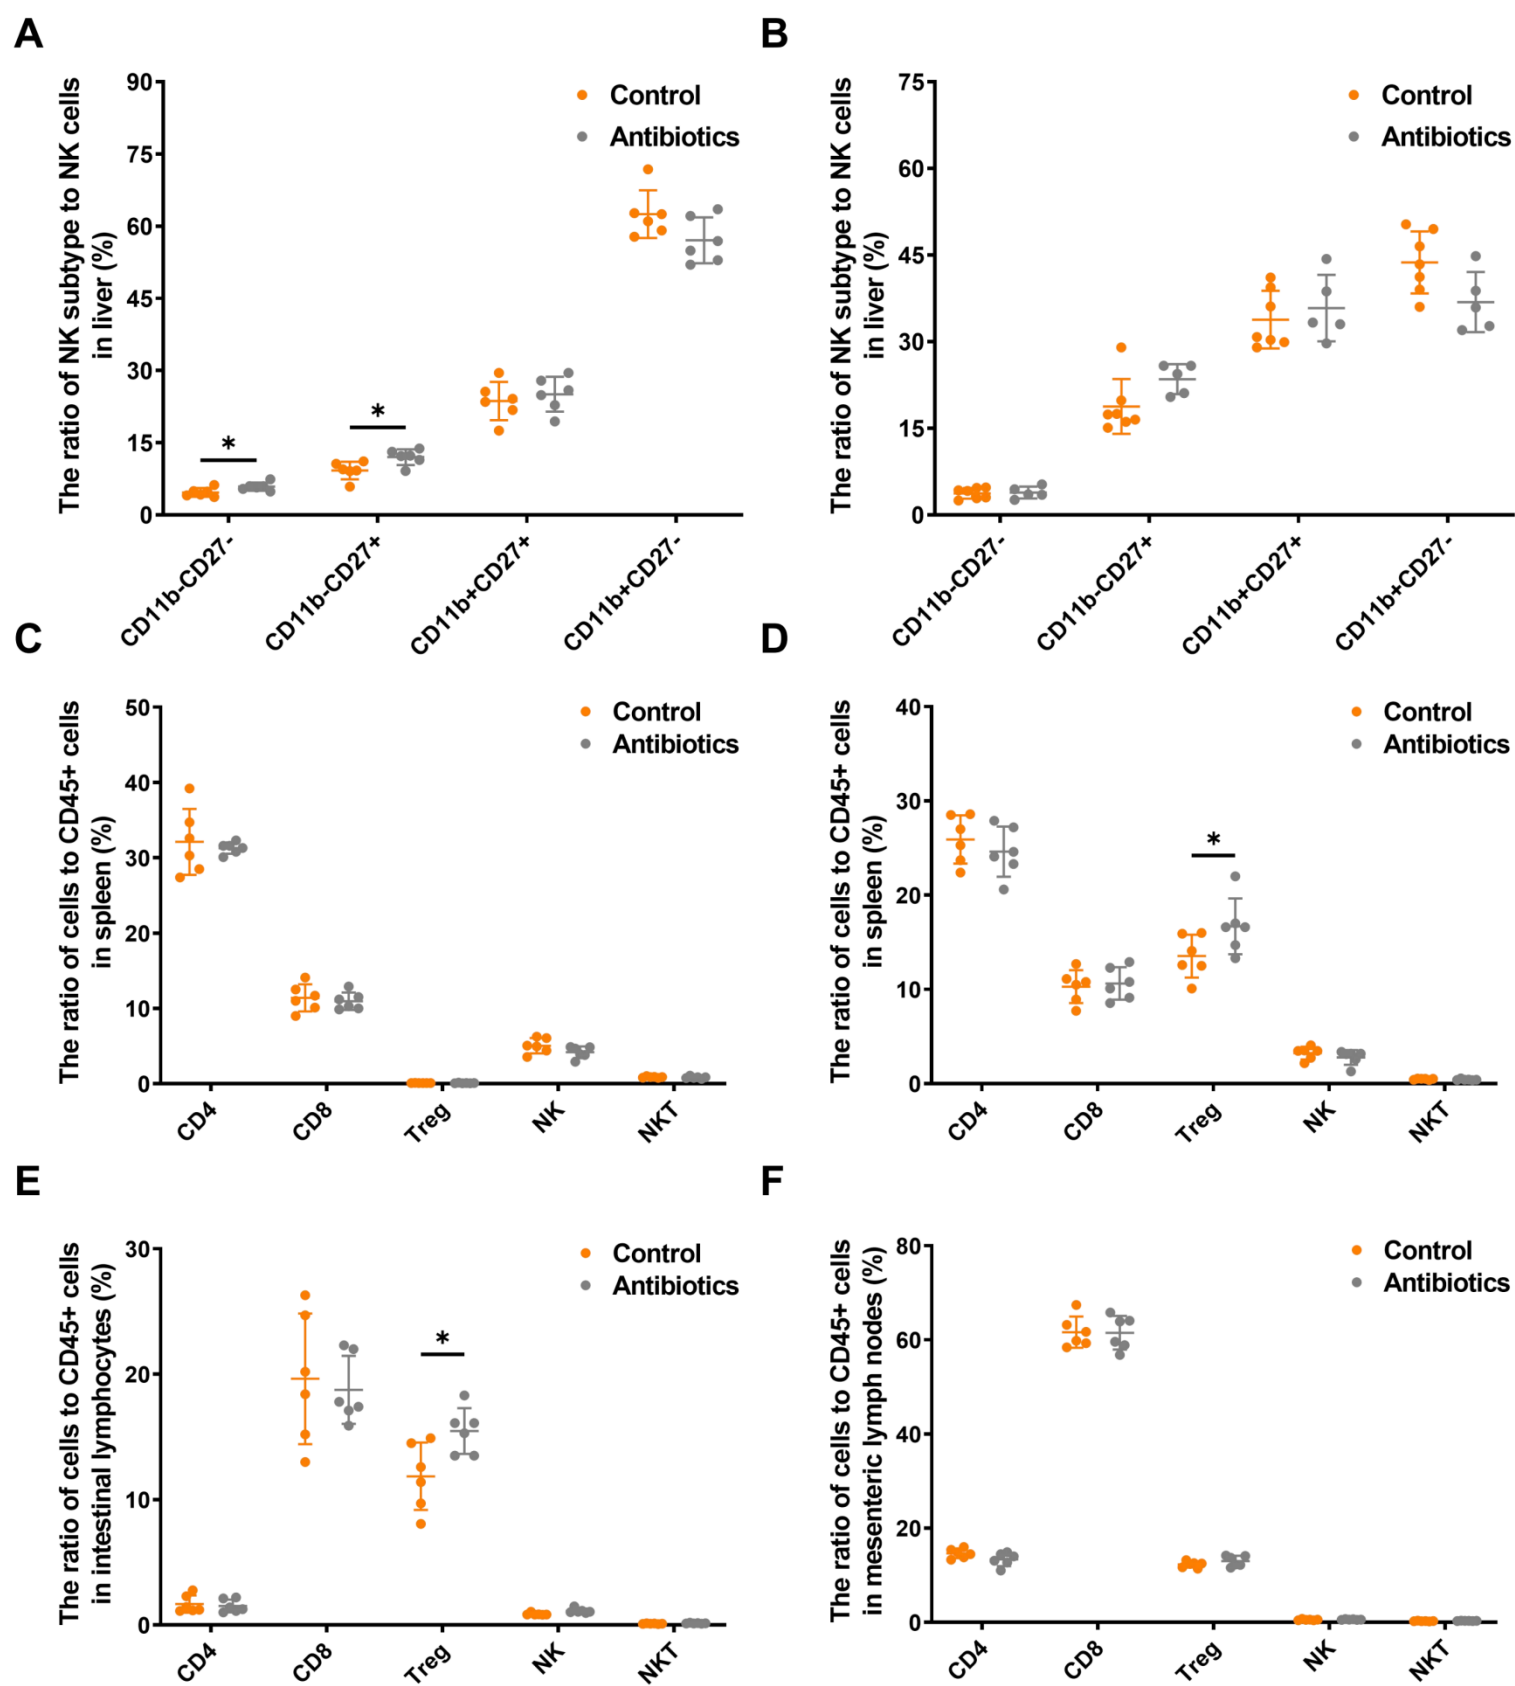 A
The ratio of NK subtype to NK cells
in liver (%)
90
75
60
45
30
15
0
Control
Antibiotics
*
*
CD11b-CD27-
CD11b-CD27+
CD11b+CD27+
CD11b+CD27-
B
The ratio of NK subtype to NK cells
in liver (%)
75
60
45
30
15
0
Control
Antibiotics
CD11b-CD27-
CD11b-CD27+
CD11b+CD27+
CD11b+CD27-
C
The ratio of cells to CD45+ cells
in spleen (%)
50
40
30
20
10
0
Control
Antibiotics
CD4
CD8
Treg
NK
NKT
D
The ratio of cells to CD45+ cells
in spleen (%)
40
30
20
10
0
Control
Antibiotics
*
CD4
CD8
Treg
NK
NKT
E
The ratio of cells to CD45+ cells
in intestinal lymphocytes (%)
30
20
10
0
Control
Antibiotics
*
CD4
CD8
Treg
NK
NKT
F
The ratio of cells to CD45+ cells
in mesenteric lymph nodes (%)
80
60
40
20
0
Control
Antibiotics
CD4
CD8
Treg
NK
NKT